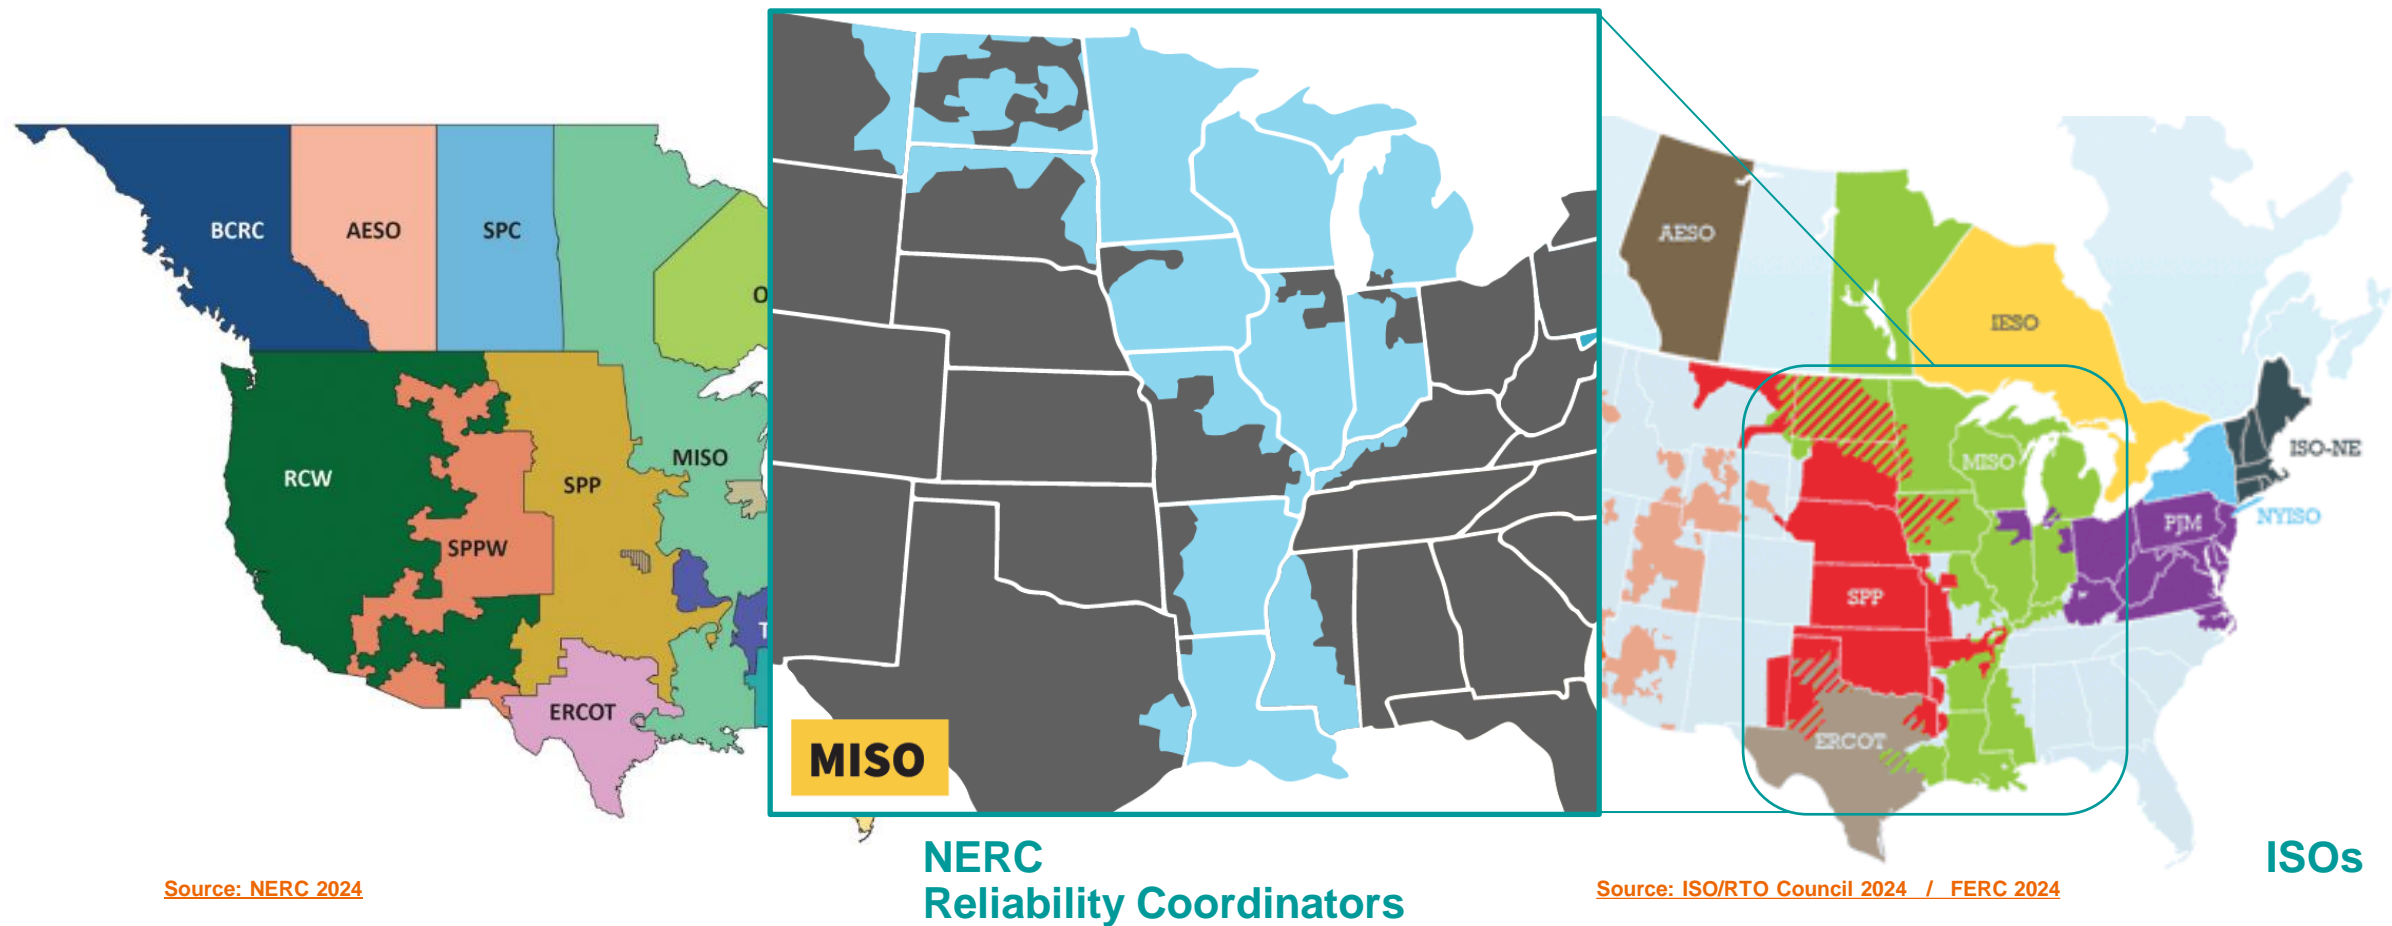 BCRC
AESO
SPC
O
RCW
SPPW
SPP
MISO
T
ERCOT
MISO
AESO
IESO
MISO
ISO-NE
NYISO
PJM
SPP
ERCOT
NERC
Reliability Coordinators
ISOs
Source: NERC 2024
Source: ISO/RTO Council 2024 / FERC 2024